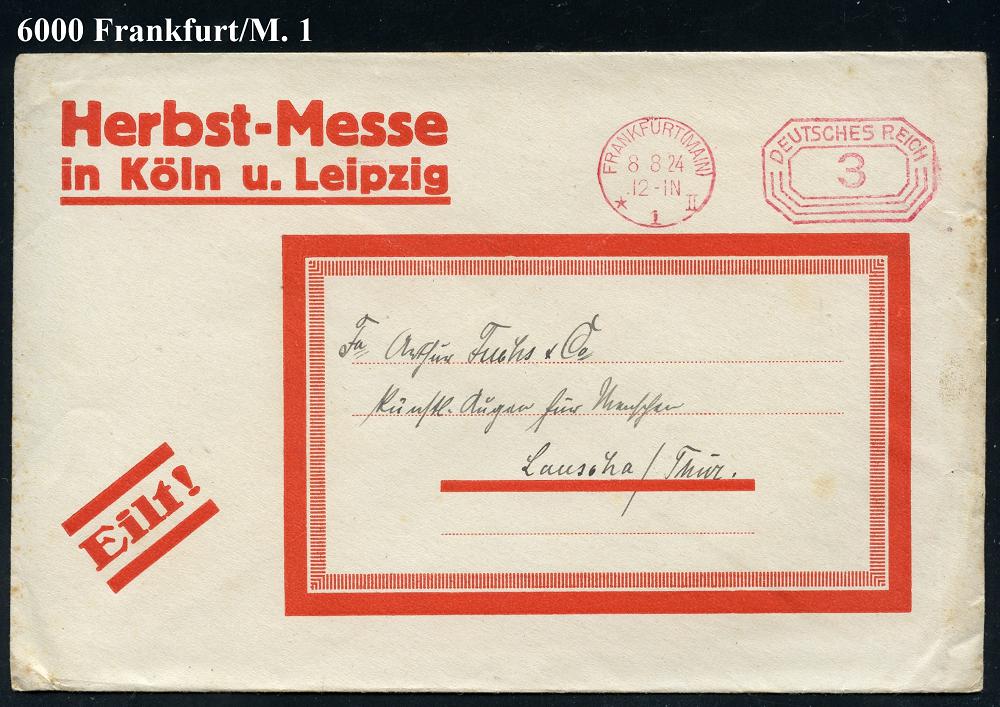 6000 Frankfurt/M. 1
Herbst-Messe
in Köln u. Leipzig
FRANKFURT(MAIN)
8 8 24
12-1N
* 1 II
DEUTSCHES REICH
3
Fa Arthur Fuchs & Co
Künstl. Augen für Menschen
Lauscha / Thür.
Eilt!